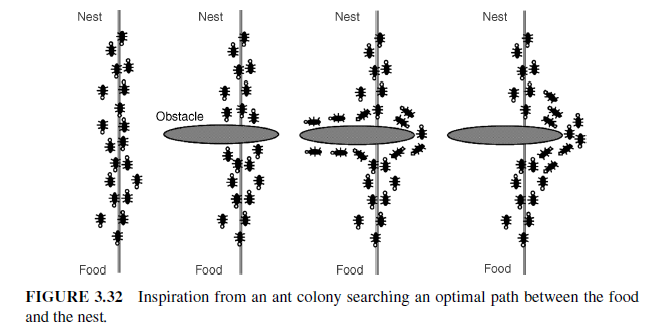 Nest Nest Nest Nest
Obstacle
Food Food Food Food
FIGURE 3.32 Inspiration from an ant colony searching an optimal path between the food
and the nest.